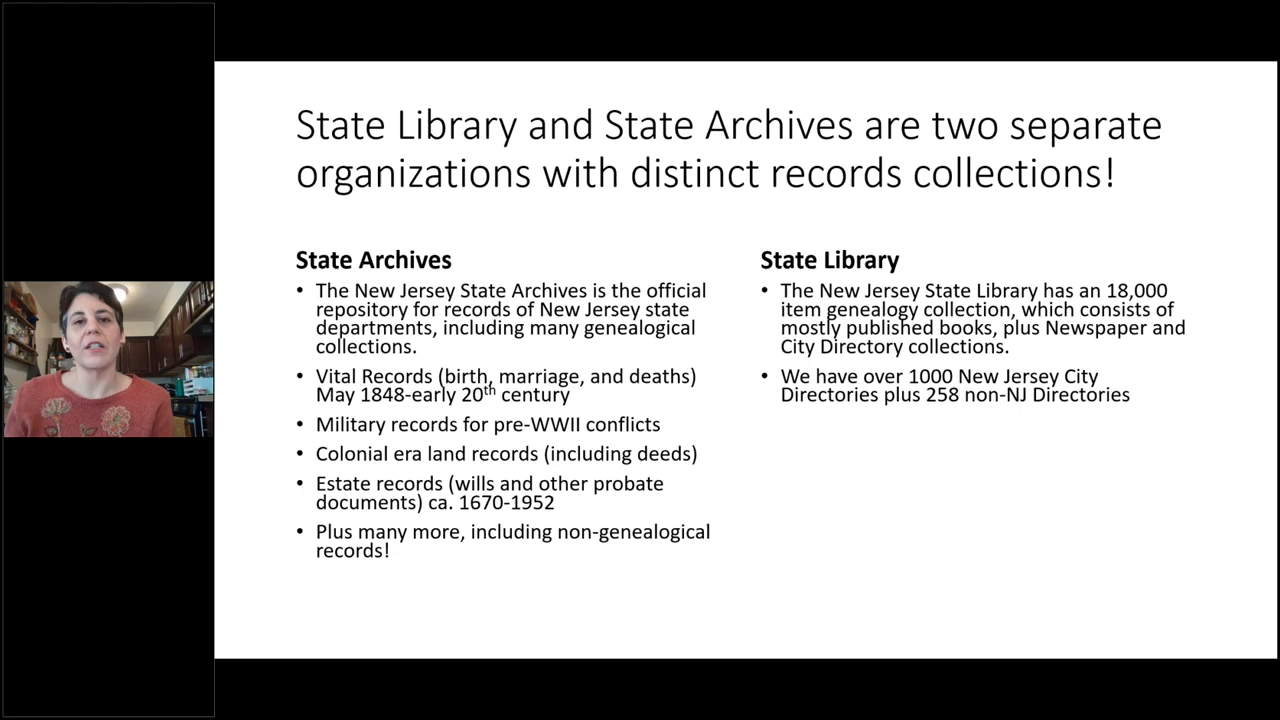 State Library and State Archives are two separate
organizations with distinct records collections!
State Archives
• The New Jersey State Archives is the official
repository for records of New Jersey state
departments, including many genealogical
collections.
• Vital Records (birth, marriage, and deaths)
May 1848-early 20th century
• Military records for pre-WWII conflicts
• Colonial era land records (including deeds)
• Estate records (wills and other probate
documents) ca. 1670-1952
• Plus many more, including non-genealogical
records!
State Library
• The New Jersey State Library has an 18,000
item genealogy collection, which consists of
mostly published books, plus Newspaper and
City Directory collections.
• We have over 1000 New Jersey City
Directories plus 258 non-NJ Directories